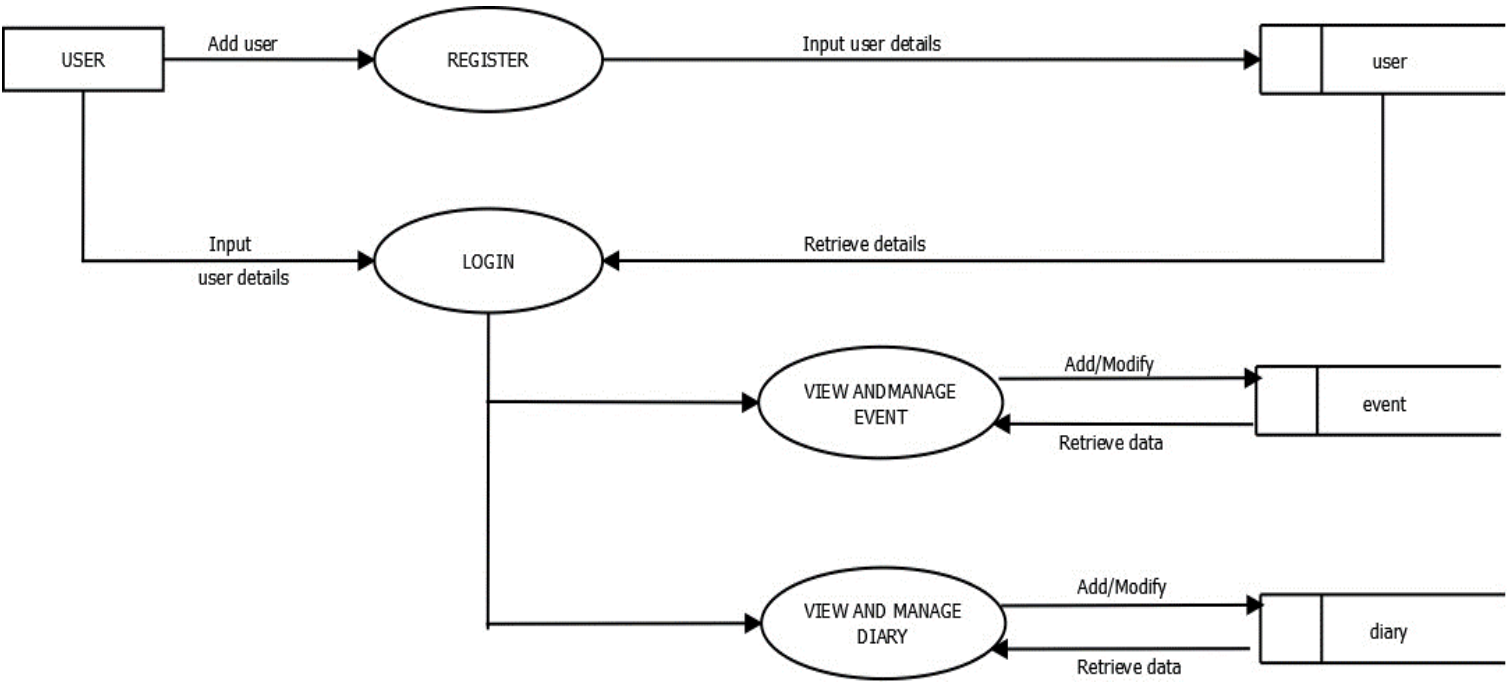 USER
Add user
REGISTER
Input user details
user
Input
user details
LOGIN
Retrieve details
VIEW ANDMANAGE
EVENT
Add/Modify
Retrieve data
event
VIEW AND MANAGE
DIARY
Add/Modify
Retrieve data
diary